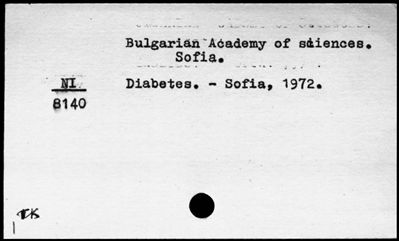 Bulgarian Academy of sciences.
Sofia.
NI
8140
Diabetes. - Sofia, 1972.